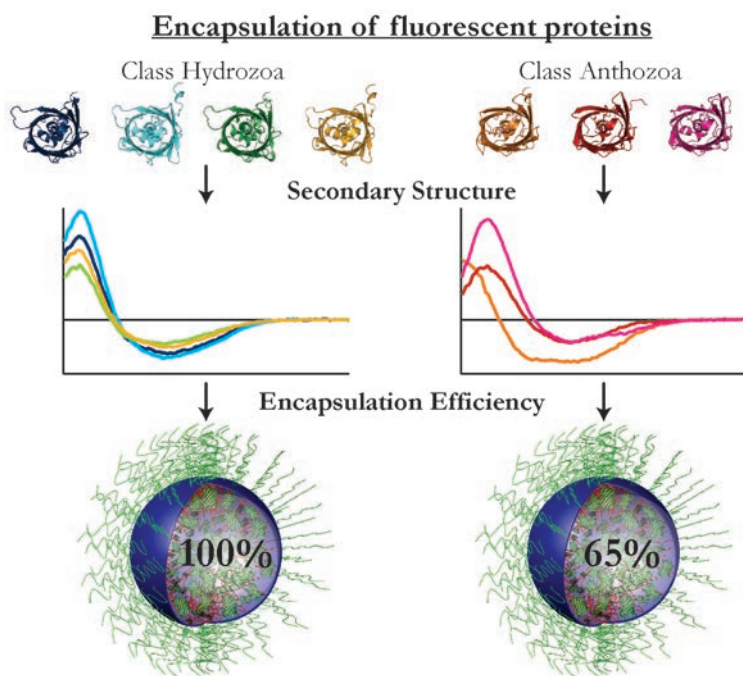 Encapsulation of fluorescent proteins
Class Hydrozoa
Class Anthozoa
Secondary Structure
Encapsulation Efficiency
100%
65%